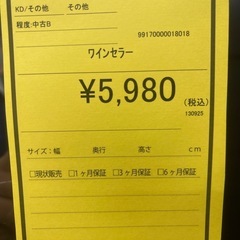 KD/その他 その他
程度:中古B
99170000018018
ワインセラー
¥5,980
(税込)
130925
サイズ:幅 奥行 高さ cm
□現状販売 □1ヶ月保証 □3ヶ月保証 □6ヶ月保証